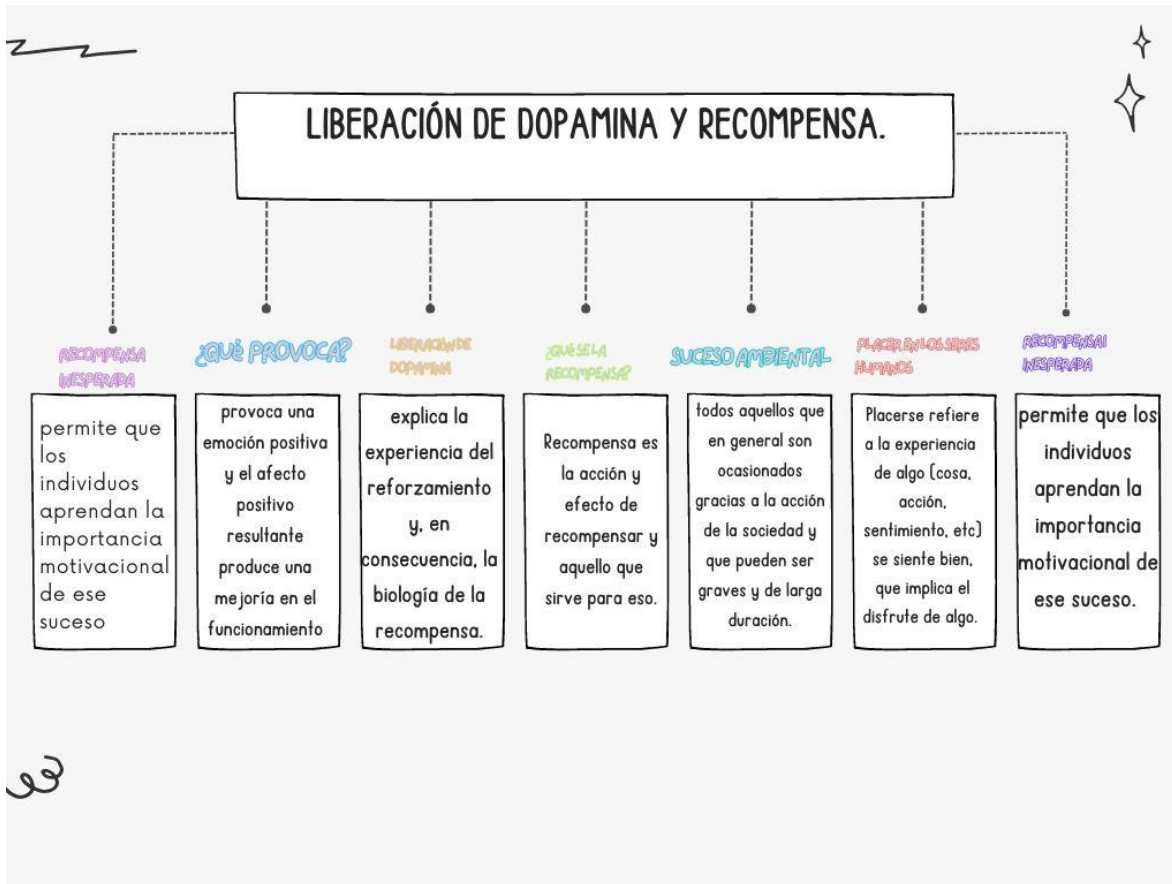 LIBERACIÓN DE DOPAMINA Y RECOMPENSA.
RECOMPENSA
INESPERADA
permite que
los
individuos
aprendan la
importancia
motivacional
de ese
suceso
¿QUÉ PROVOCA?
provoca una
emoción positiva
y el afecto
positivo
resultante
produce una
mejoría en el
funcionamiento
LIBERACIÓN DE
DOPAMINA
explica la
experiencia del
reforzamiento
y, en
consecuencia, la
biología de la
recompensa.
¿QUÉ SE LA
RECOMPENSA?
Recompensa es
la acción y
efecto de
recompensar y
aquello que
sirve para eso.
SUCESO AMBIENTAL
todos aquellos que
en general son
ocasionados
gracias a la acción
de la sociedad y
que pueden ser
graves y de larga
duración.
PLACER EN LOS SERES
HUMANOS
Placerse refiere
a la experiencia
de algo (cosa,
acción,
sentimiento, etc)
se siente bien,
que implica el
disfrute de algo.
RECOMPENSAI
INESPERADA
permite que los
individuos
aprendan la
importancia
motivacional de
ese suceso.